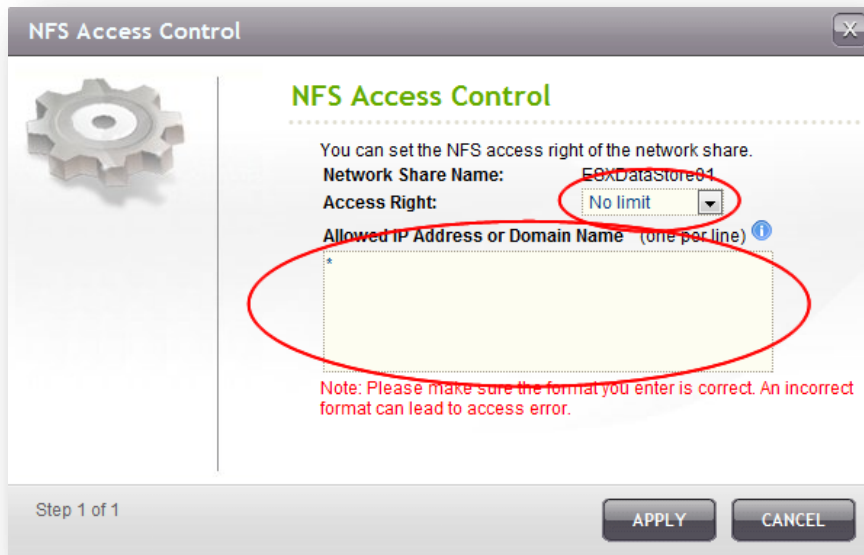 NFS Access Control
X
NFS Access Control
You can set the NFS access right of the network share.
Network Share Name: ESXDataStore01
Access Right: No limit
Allowed IP Address or Domain Name (one per line) i
*
Note: Please make sure the format you enter is correct. An incorrect
format can lead to access error.
Step 1 of 1
APPLY CANCEL